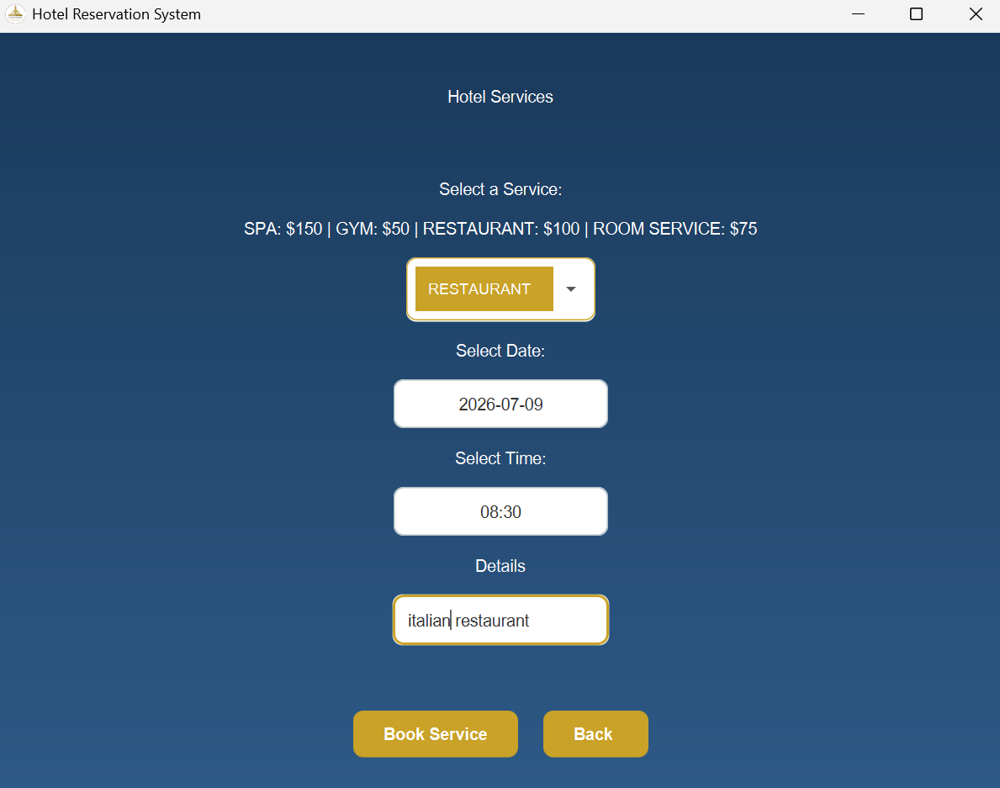 Hotel Reservation System
Hotel Services
Select a Service:
SPA: $150 | GYM: $50 | RESTAURANT: $100 | ROOM SERVICE: $75
RESTAURANT
Select Date:
2026-07-09
Select Time:
08:30
Details
italian restaurant
Book Service
Back